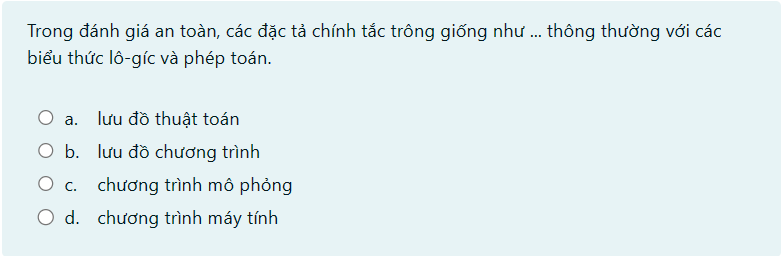 Trong đánh giá an toàn, các đặc tả chính tắc trông giống như ... thông thường với các
biểu thức lô-gíc và phép toán.
a. lưu đồ thuật toán
b. lưu đồ chương trình
c. chương trình mô phỏng
d. chương trình máy tính